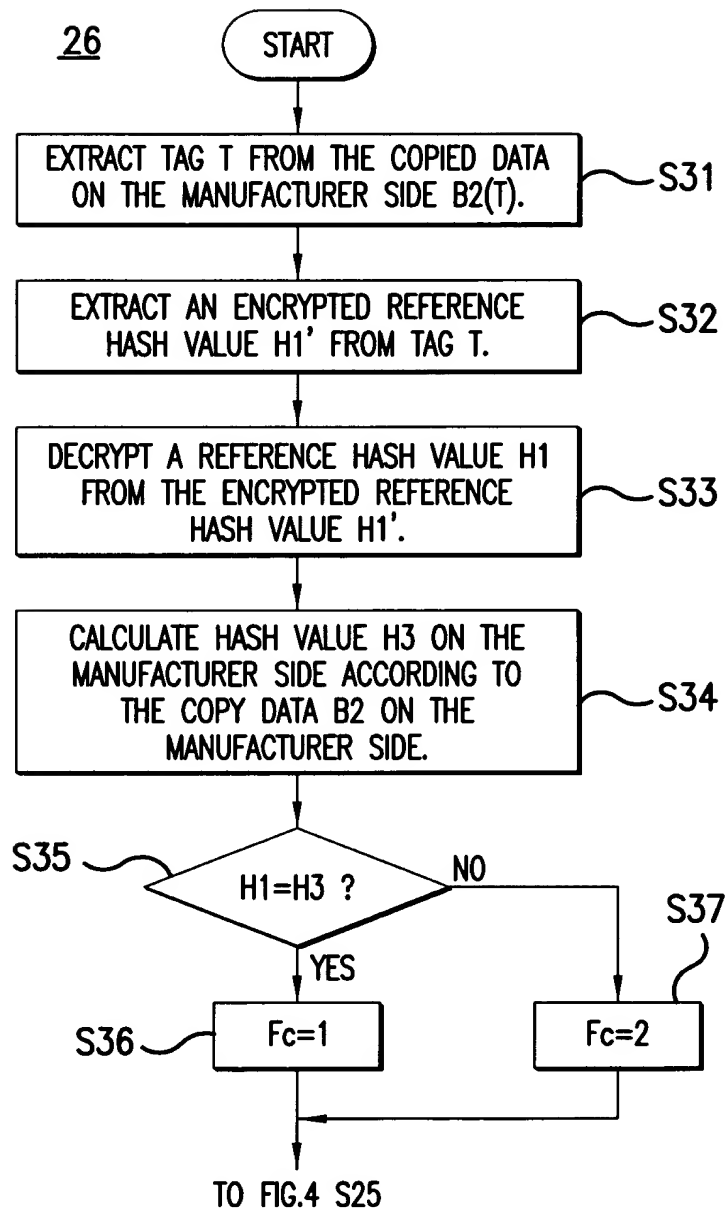 26
START
EXTRACT TAG T FROM THE COPIED DATA
ON THE MANUFACTURER SIDE B2(T).
S31
EXTRACT AN ENCRYPTED REFERENCE
HASH VALUE H1' FROM TAG T.
S32
DECRYPT A REFERENCE HASH VALUE H1
FROM THE ENCRYPTED REFERENCE
HASH VALUE H1'.
S33
CALCULATE HASH VALUE H3 ON THE
MANUFACTURER SIDE ACCORDING TO
THE COPY DATA B2 ON THE
MANUFACTURER SIDE.
S34
S35
H1=H3 ?
NO
YES
S37
S36
Fc=1
Fc=2
TO FIG.4 S25